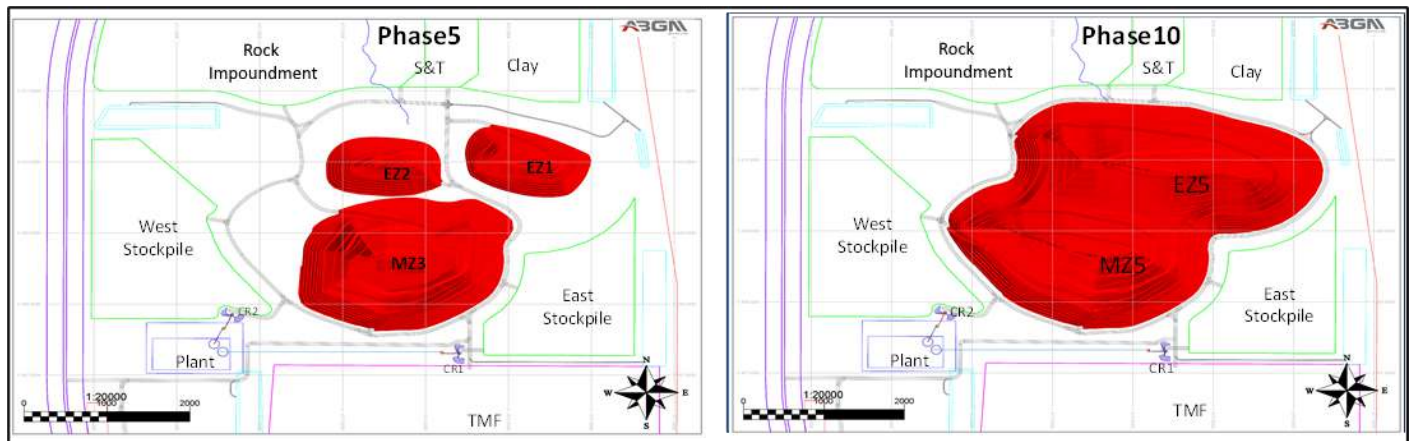 Phase5
ABGM
Rock
Impoundment
S&T
Clay
EZ2
EZ1
West
Stockpile
MZ3
East
Stockpile
CR2
Plant
CR1
N
W
E
S
1:20000
0
1000
2000
TMF
Phase10
ABGM
Rock
Impoundment
S&T
Clay
EZ5
West
Stockpile
MZ5
East
Stockpile
CR2
Plant
CR1
N
W
E
S
1:20000
0
1000
2000
TMF